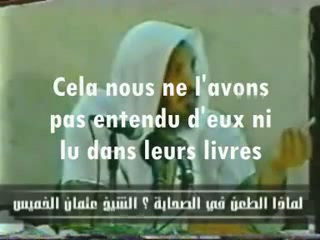 Cela nous ne l'avons
pas entendu d'eux ni
lu dans leurs livres
لماذا الطعن في الصحابة ؟ الشيخ عثمان الخميس